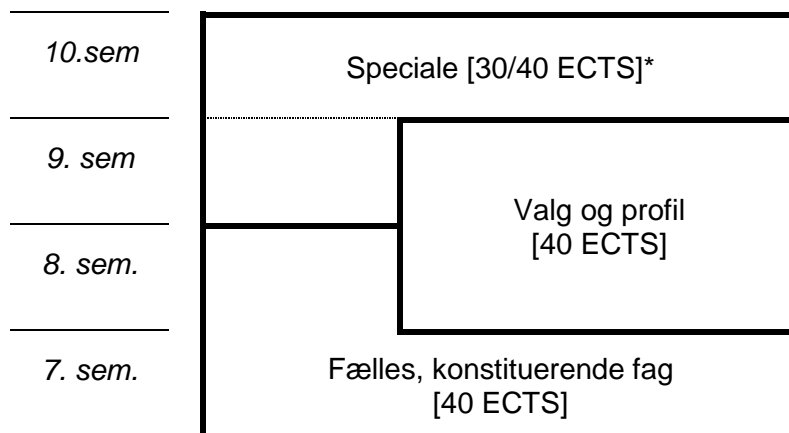 10.sem
Speciale [30/40 ECTS]*
9. sem
Valg og profil
[40 ECTS]
8. sem.
7. sem.
Fælles, konstituerende fag
[40 ECTS]